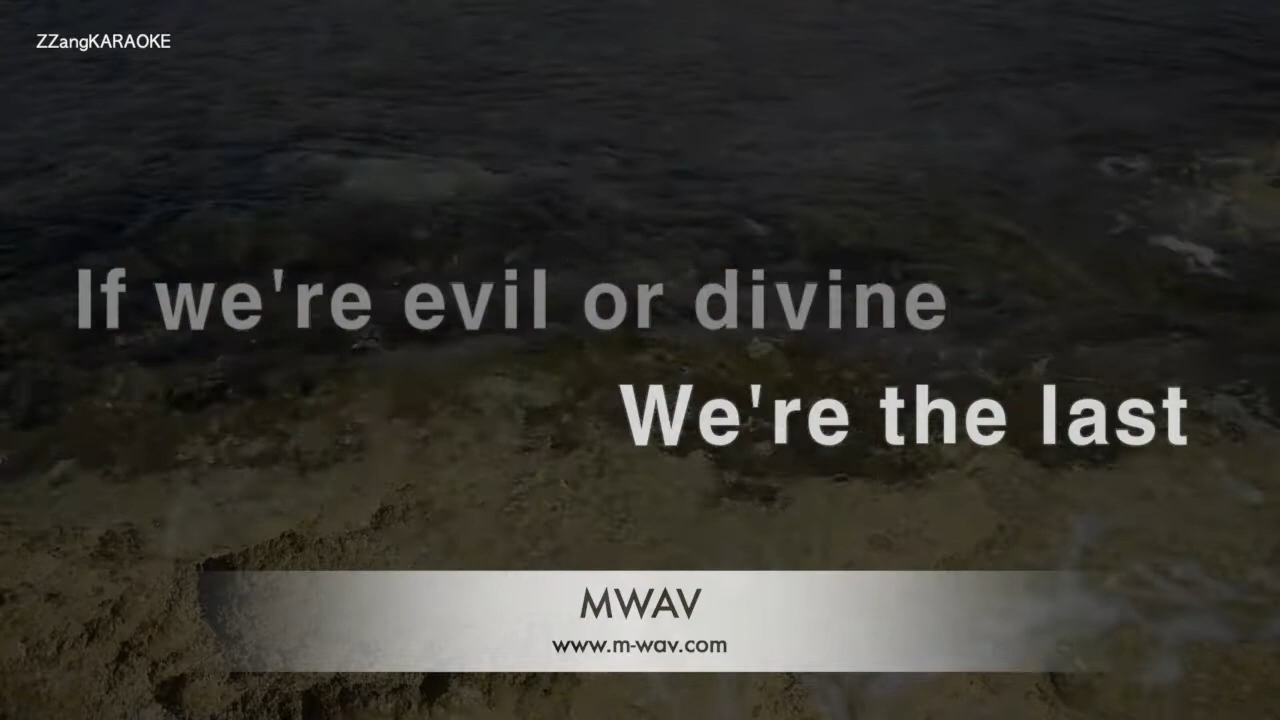 ZZangKARAOKE
If we're evil or divine
We're the last
MWAV
www.m-wav.com